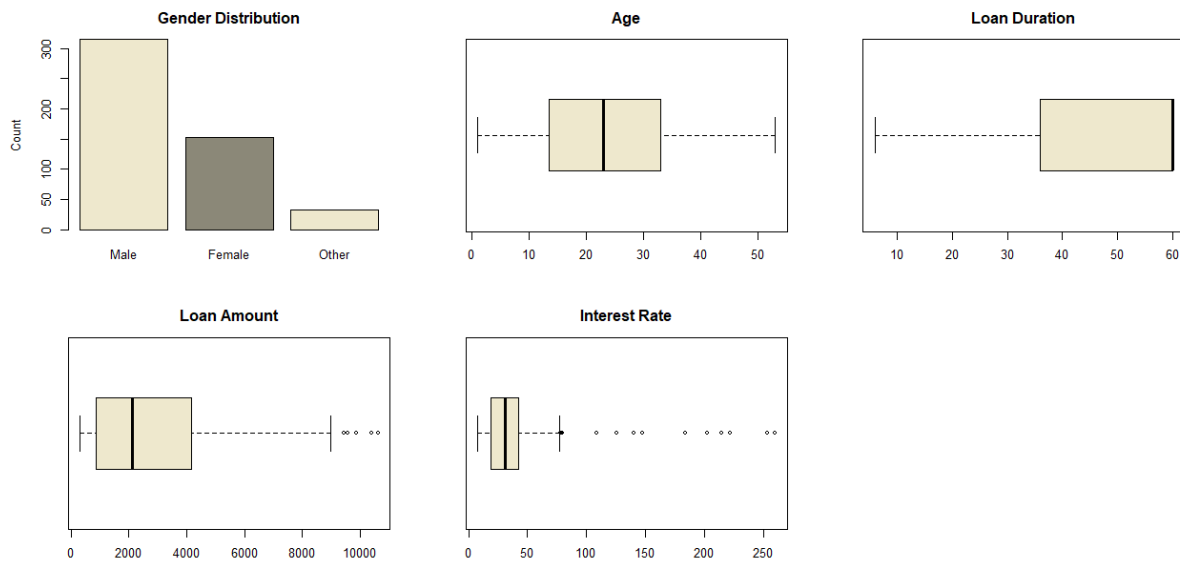 Gender Distribution
Count
0
50
100
200
300
Male Female Other
Age
0 10 20 30 40 50
Loan Duration
10 20 30 40 50 60
Loan Amount
0 2000 4000 6000 8000 10000
Interest Rate
0 50 100 150 200 250